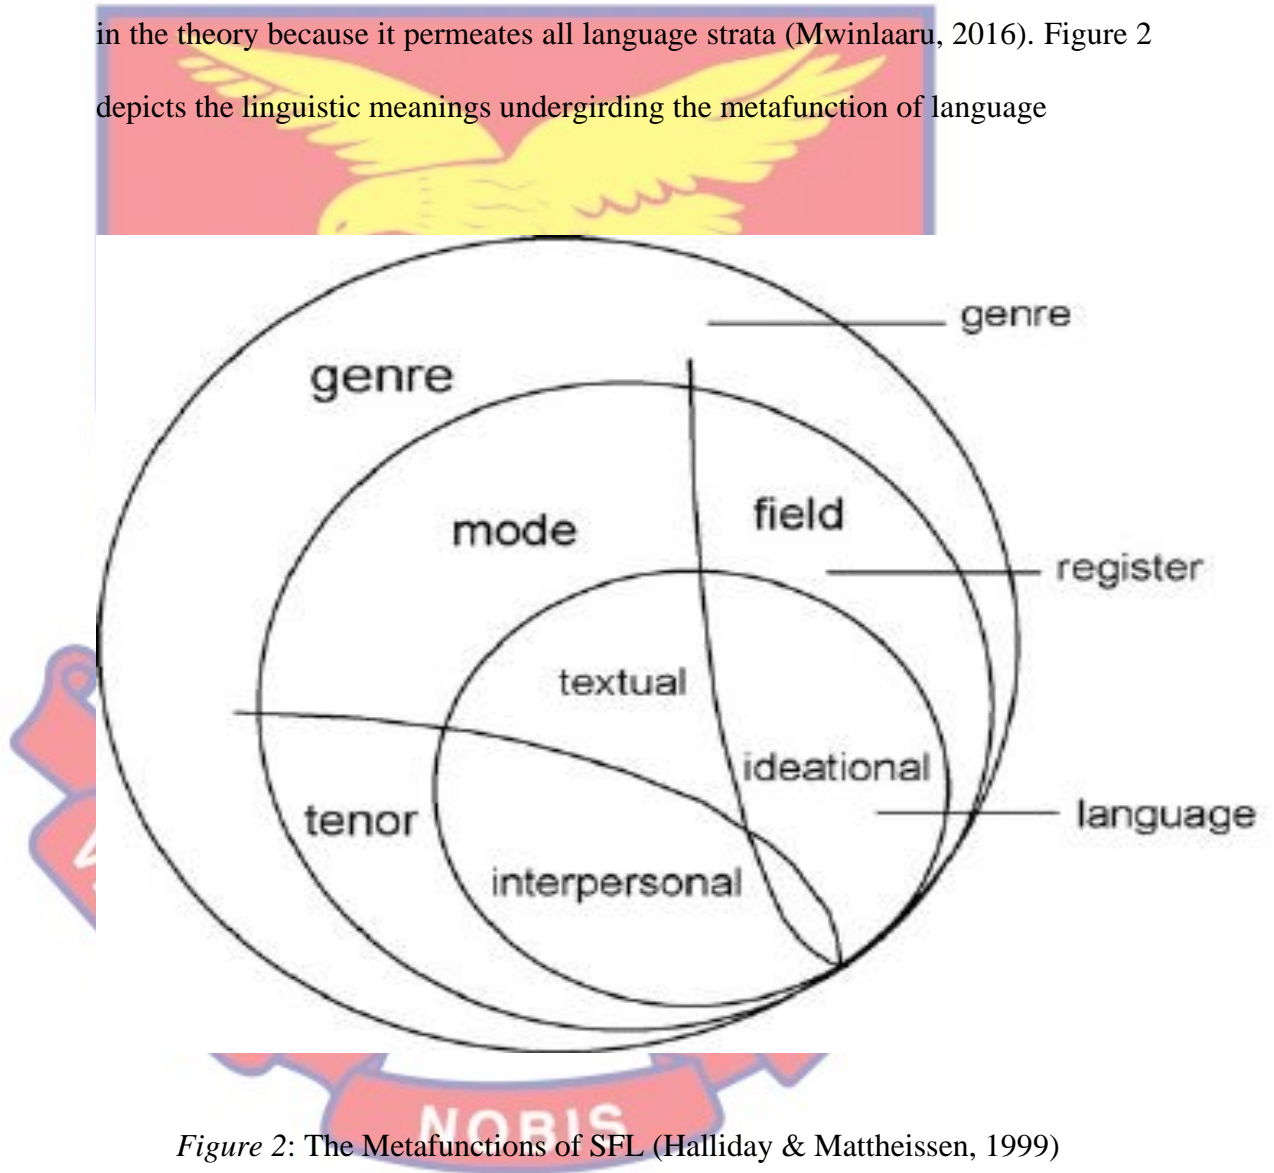 in the theory because it permeates all language strata (Mwinlaaru, 2016). Figure 2
depicts the linguistic meanings undergirding the metafunction of language
genre
genre
mode
field
register
textual
ideational
language
tenor
interpersonal
NOBIS
Figure 2: The Metafunctions of SFL (Halliday & Mattheissen, 1999)